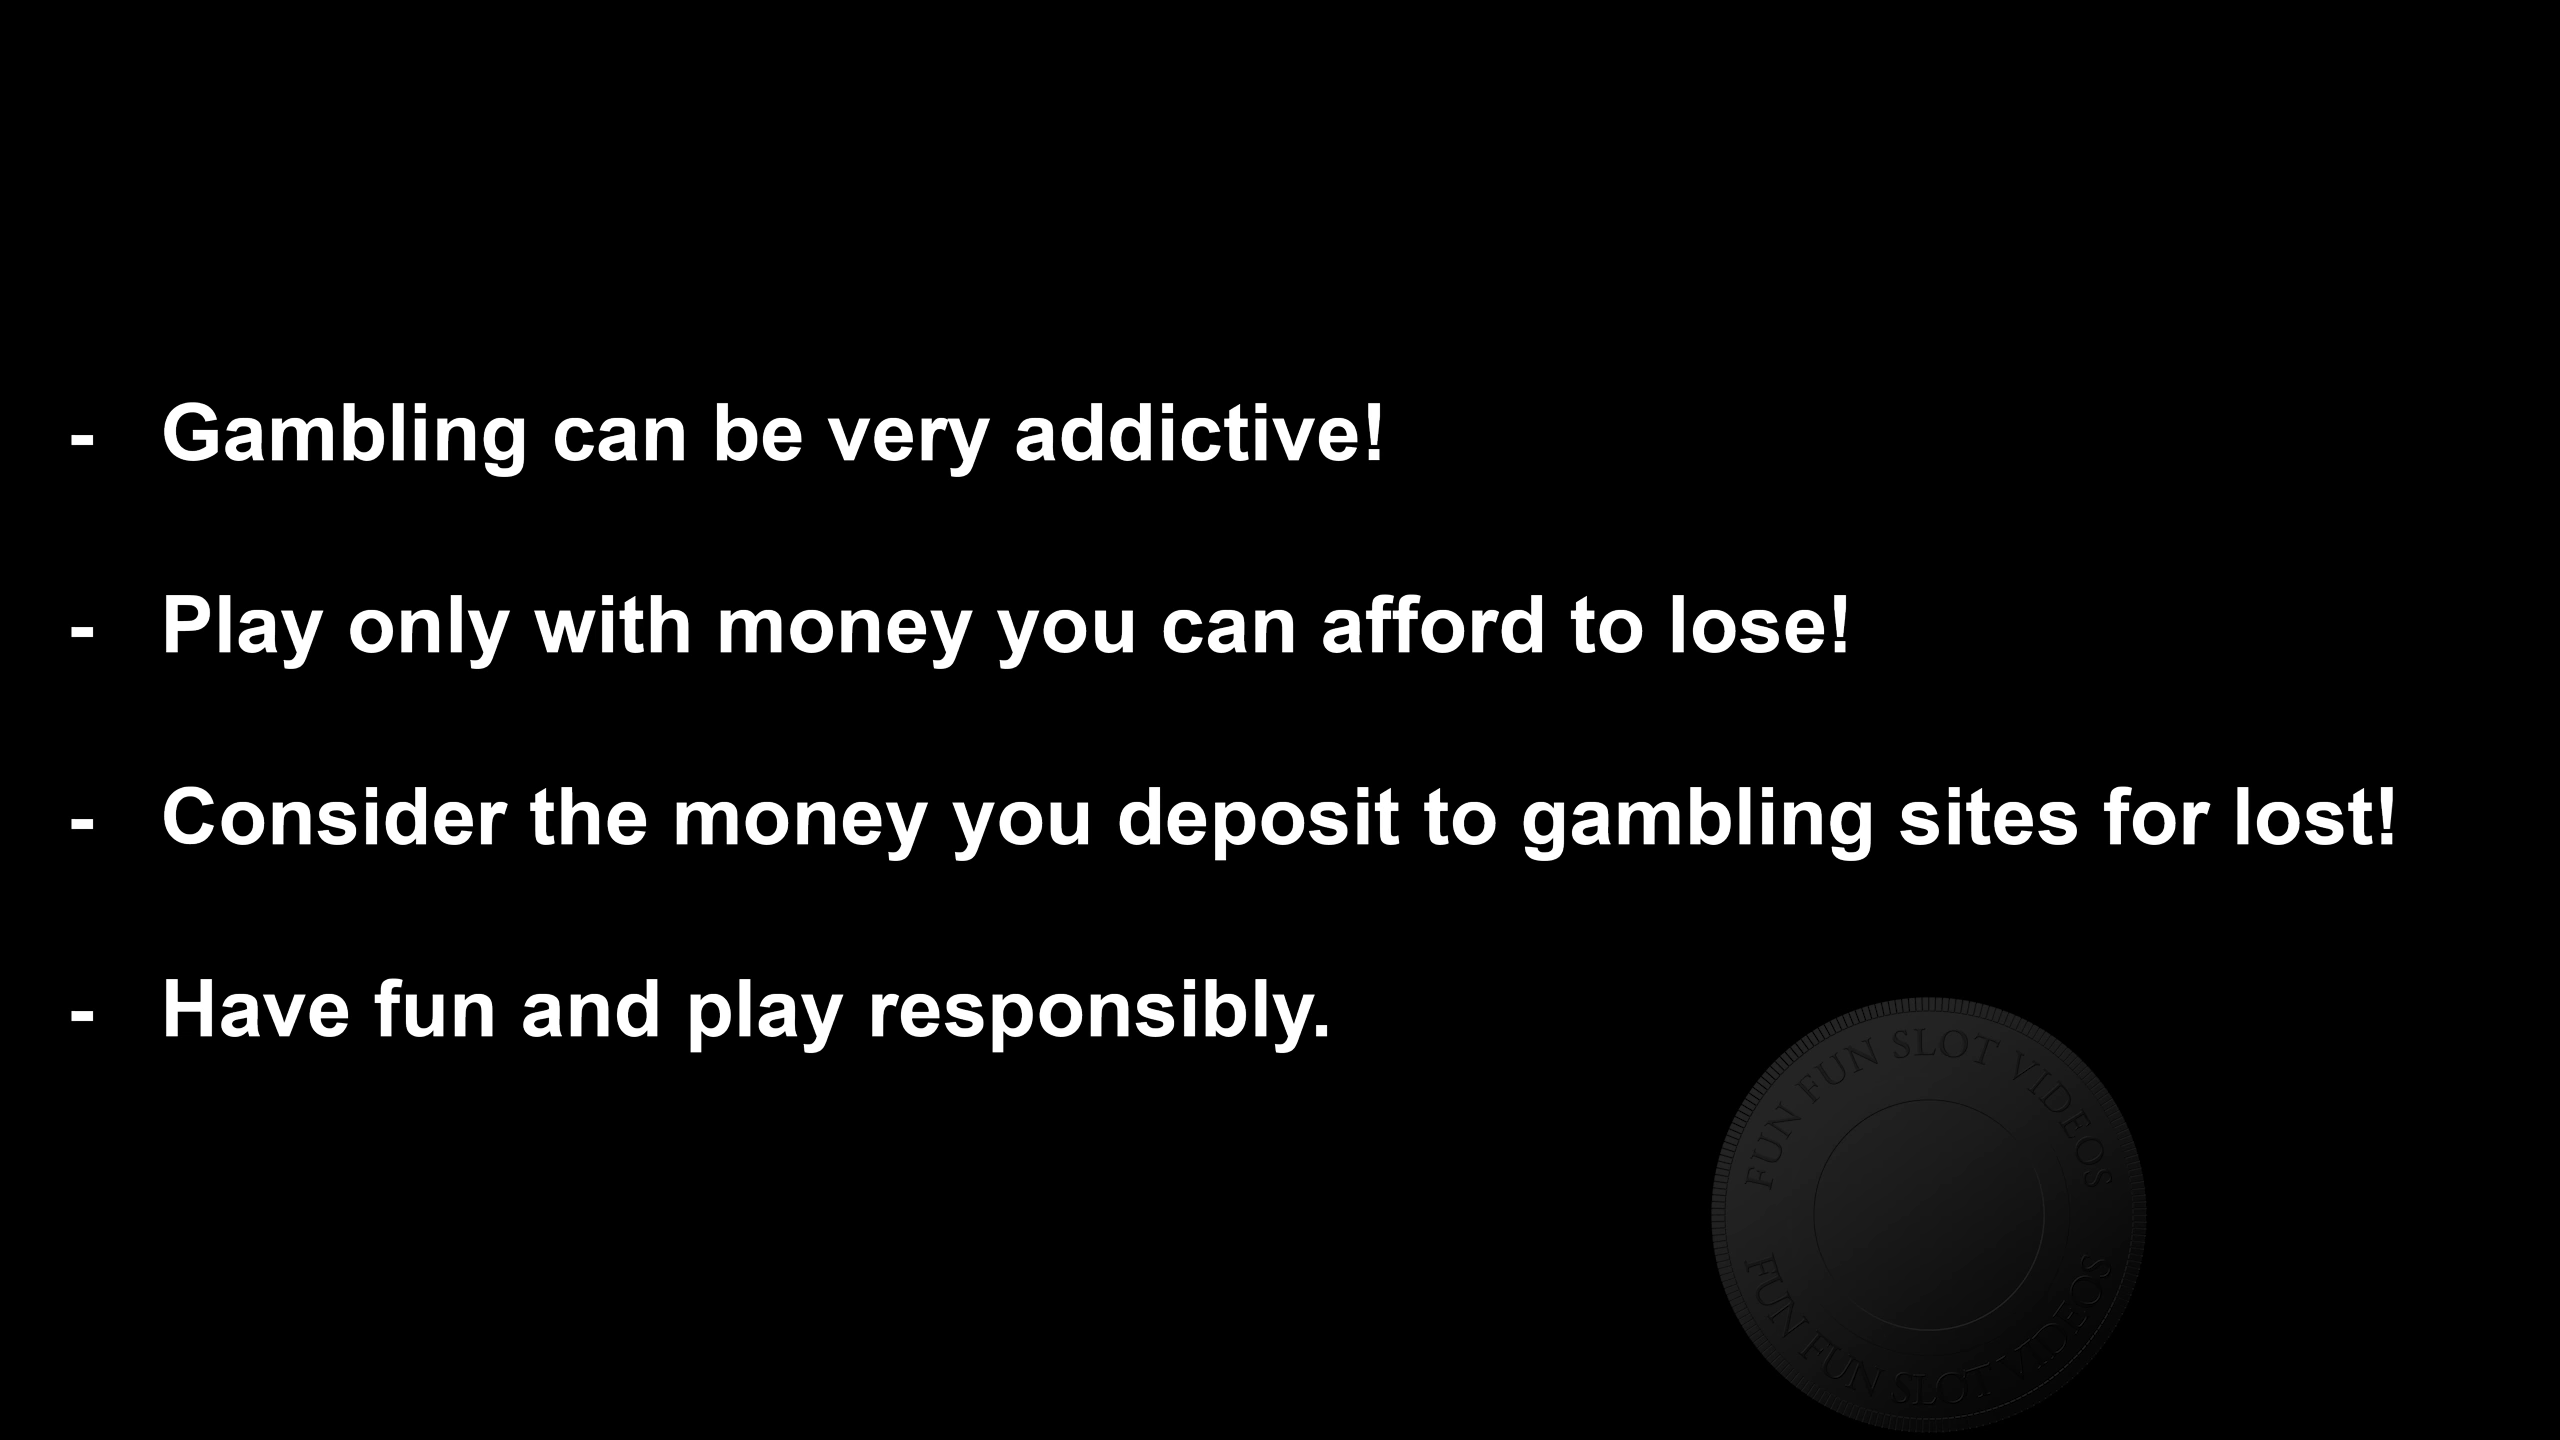 - Gambling can be very addictive!
- Play only with money you can afford to lose!
- Consider the money you deposit to gambling sites for lost!
- Have fun and play responsibly.
FUN FUN SLOT VIDEOS
FUN FUN SLOT VIDEOS